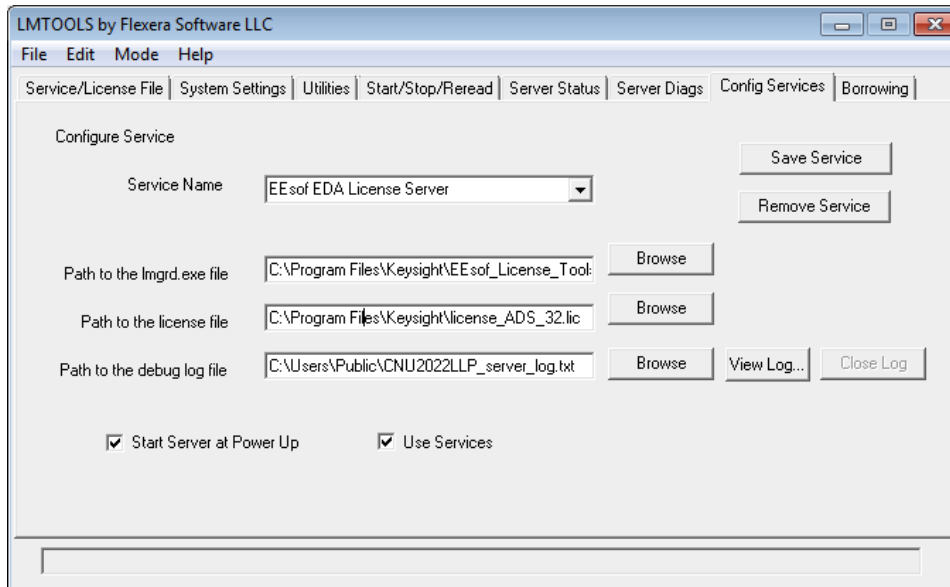 LMTOOLS by Flexera Software LLC
File Edit Mode Help
Service/License File System Settings Utilities Start/Stop/Reread Server Status Server Diags Config Services Borrowing
Configure Service
Save Service
Service Name EEsof EDA License Server
Remove Service
Path to the lmgrd.exe file C:\Program Files\Keysight\EEsof_License_Tools Browse
Path to the license file C:\Program Files\Keysight\license_ADS_32.lic Browse
Path to the debug log file C:\Users\Public\CNU2022LLP_server_log.txt Browse View Log... Close Log
Start Server at Power Up Use Services